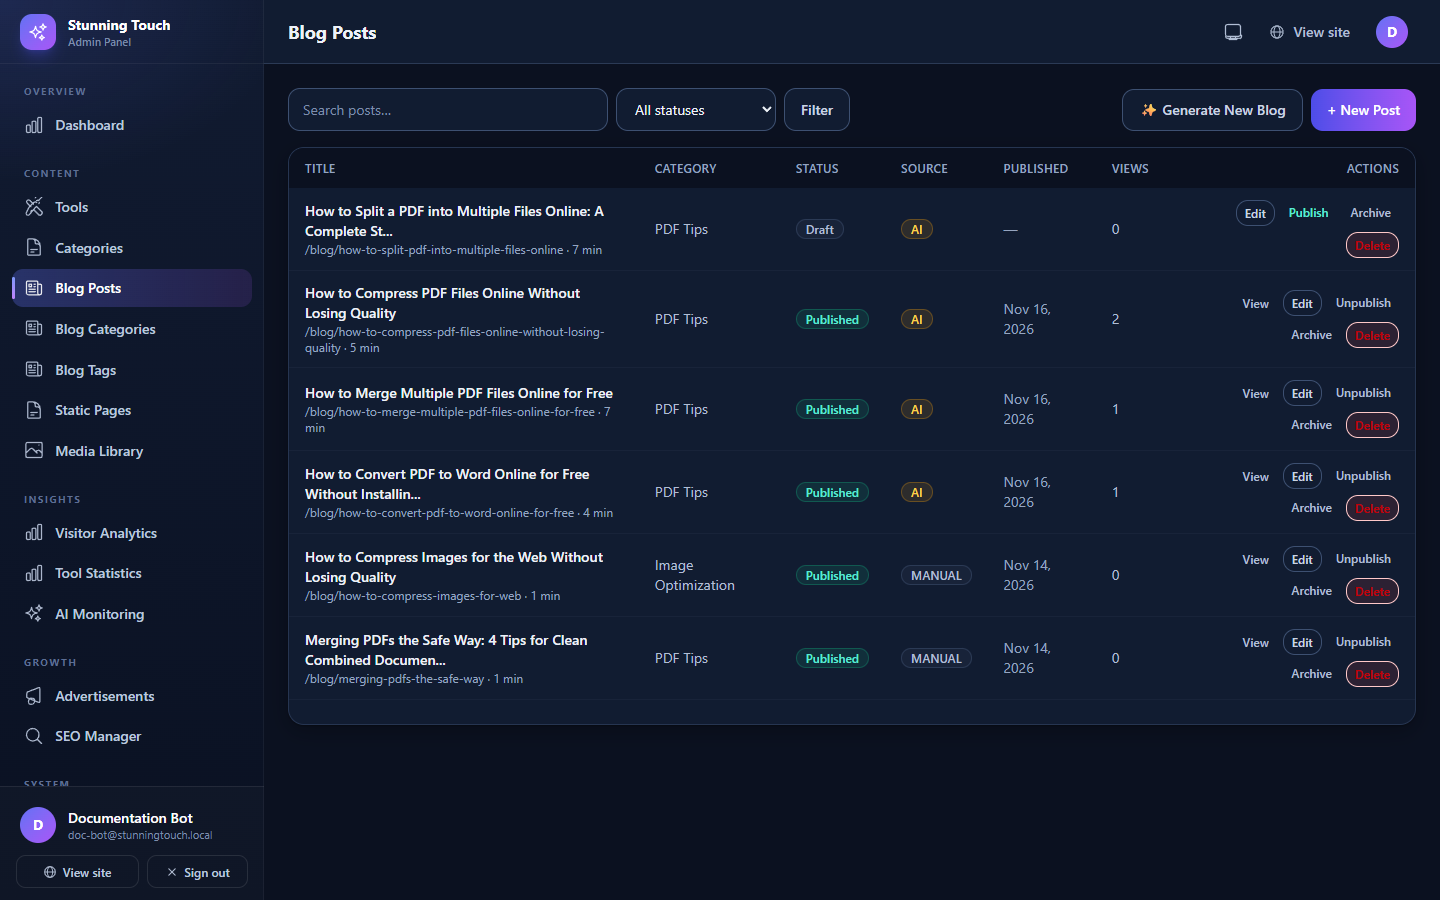 Stunning Touch
Admin Panel
OVERVIEW
Dashboard
CONTENT
Tools
Categories
Blog Posts
Blog Categories
Blog Tags
Static Pages
Media Library
INSIGHTS
Visitor Analytics
Tool Statistics
AI Monitoring
GROWTH
Advertisements
SEO Manager
SYSTEM
D
Documentation Bot
doc-bot@stunningtouch.local
View site
Sign out
Blog Posts
View site
D
Search posts...
All statuses
Filter
Generate New Blog
+ New Post
TITLE CATEGORY STATUS SOURCE PUBLISHED VIEWS ACTIONS
How to Split a PDF into Multiple Files Online: A
Complete St...
/blog/how-to-split-pdf-into-multiple-files-online · 7 min
PDF Tips
Draft
AI
—
0
Edit Publish Archive
Delete
How to Compress PDF Files Online Without
Losing Quality
/blog/how-to-compress-pdf-files-online-without-losing-
quality · 5 min
PDF Tips
Published
AI
Nov 16,
2026
2
View Edit Unpublish
Archive Delete
How to Merge Multiple PDF Files Online for Free
/blog/how-to-merge-multiple-pdf-files-online-for-free · 7
min
PDF Tips
Published
AI
Nov 16,
2026
1
View Edit Unpublish
Archive Delete
How to Convert PDF to Word Online for Free
Without Installin...
/blog/how-to-convert-pdf-to-word-online-for-free · 4 min
PDF Tips
Published
AI
Nov 16,
2026
1
View Edit Unpublish
Archive Delete
How to Compress Images for the Web Without
Losing Quality
/blog/how-to-compress-images-for-web · 1 min
Image
Optimization
Published
MANUAL
Nov 14,
2026
0
View Edit Unpublish
Archive Delete
Merging PDFs the Safe Way: 4 Tips for Clean
Combined Documen...
/blog/merging-pdfs-the-safe-way · 1 min
PDF Tips
Published
MANUAL
Nov 14,
2026
0
View Edit Unpublish
Archive Delete